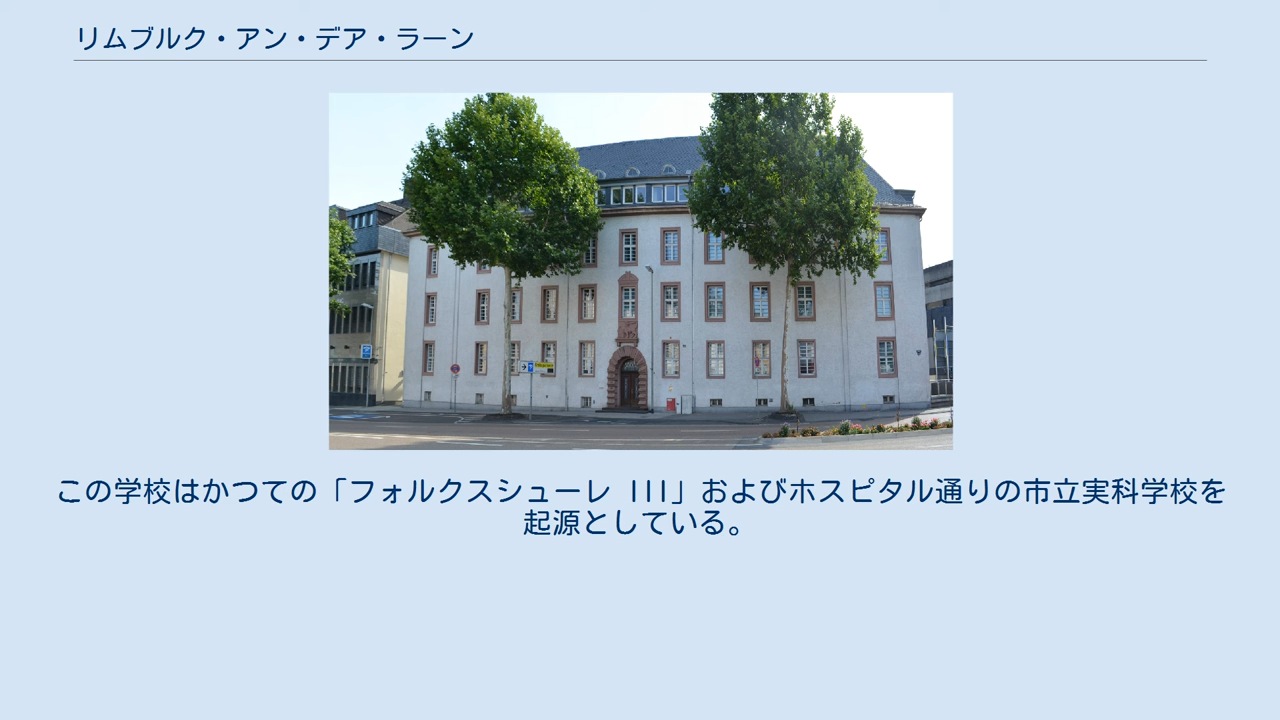 リムブルク・アン・デア・ラーン
この学校はかつての「フォルクスシューレ III」およびホスピタル通りの市立実科学校を
起源としている。